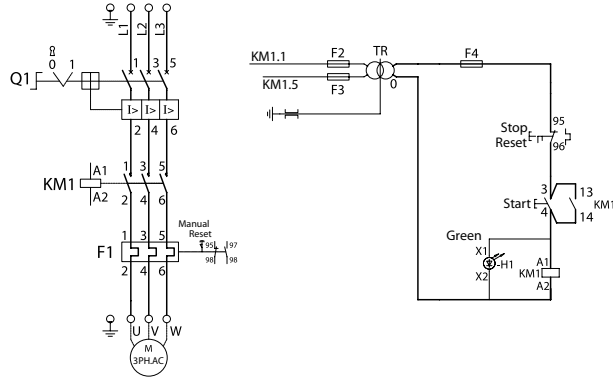 L1 L2 L3
0 1
Q1
1 3 5
I> I> I>
2 4 6
A1
KM1
A2
1 3 5
2 4 6
Manual
Reset
1 3 5
F1
95 97
98 98
2 4 6
U V W
M
3PH.AC
KM1.1
F2
TR
F4
KM1.5
F3
0
95
Stop
Reset
96
3 13
Start
KM1
4 14
Green
X1
-H1
X2
A1
KM1
A2